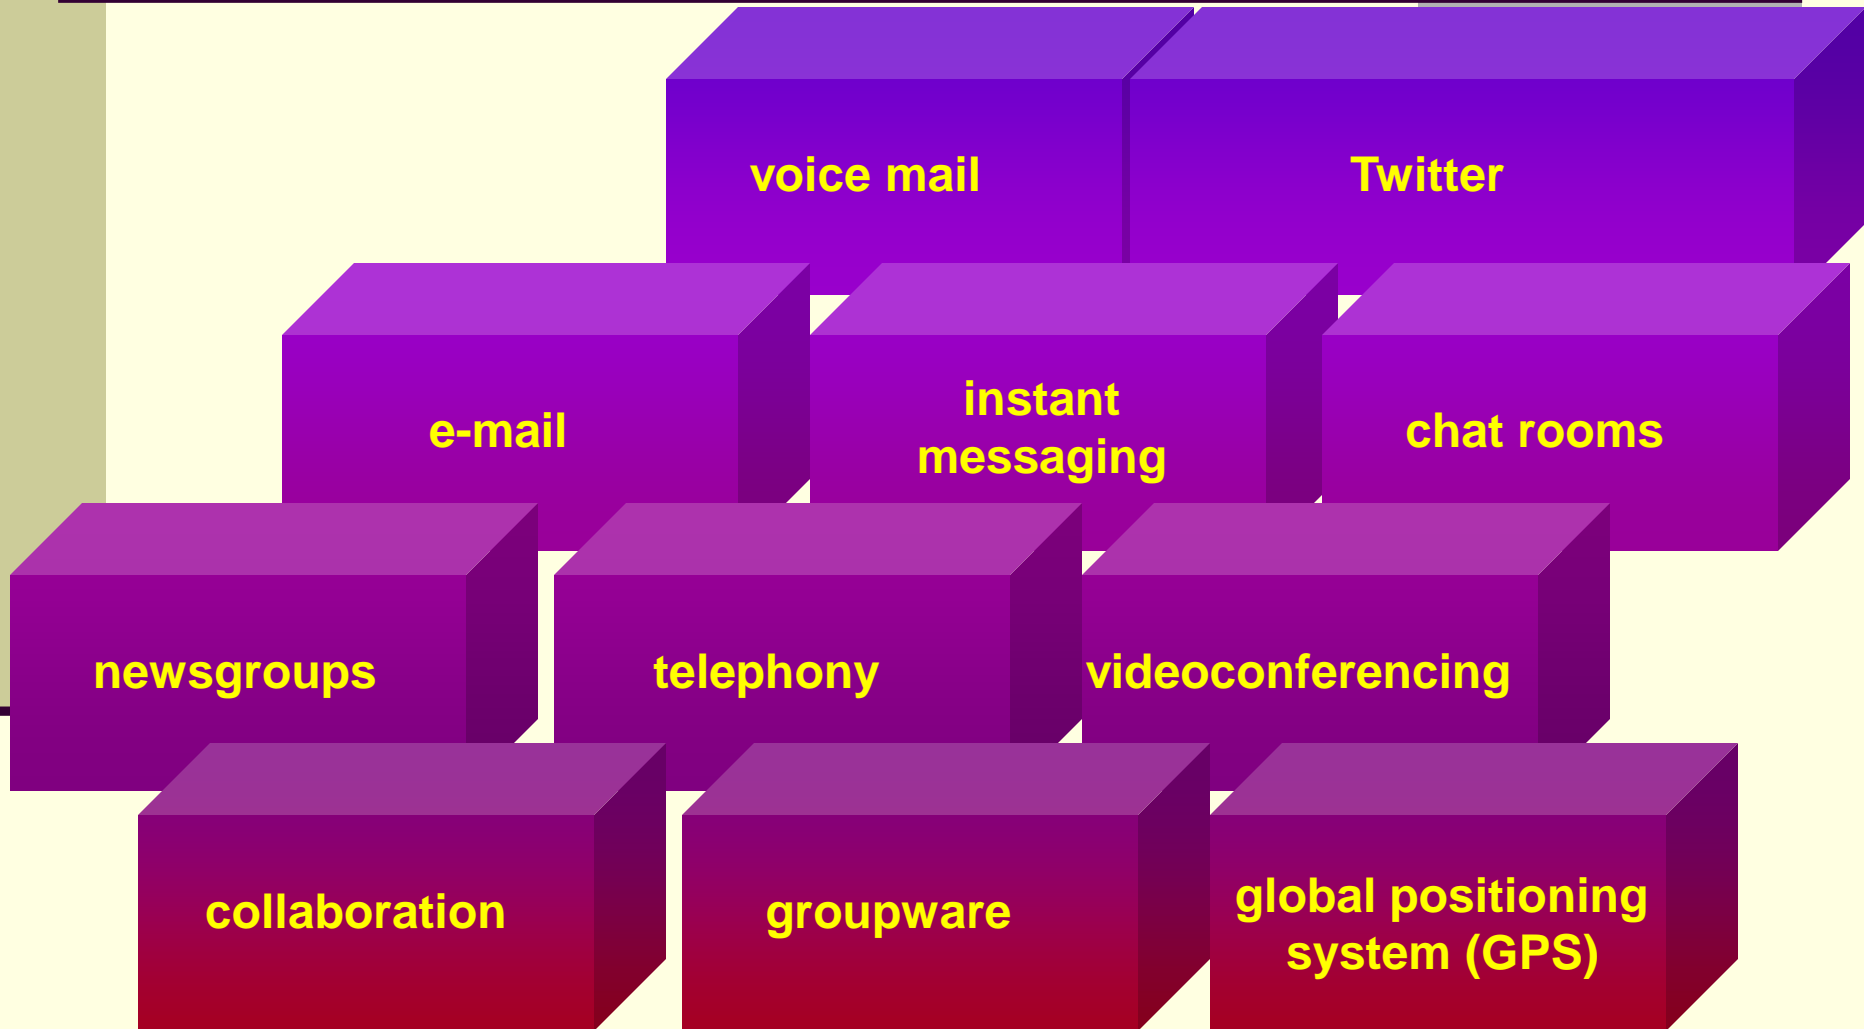 voice mail
Twitter
e-mail
instant
messaging
chat rooms
newsgroups
telephony
videoconferencing
collaboration
groupware
global positioning
system (GPS)